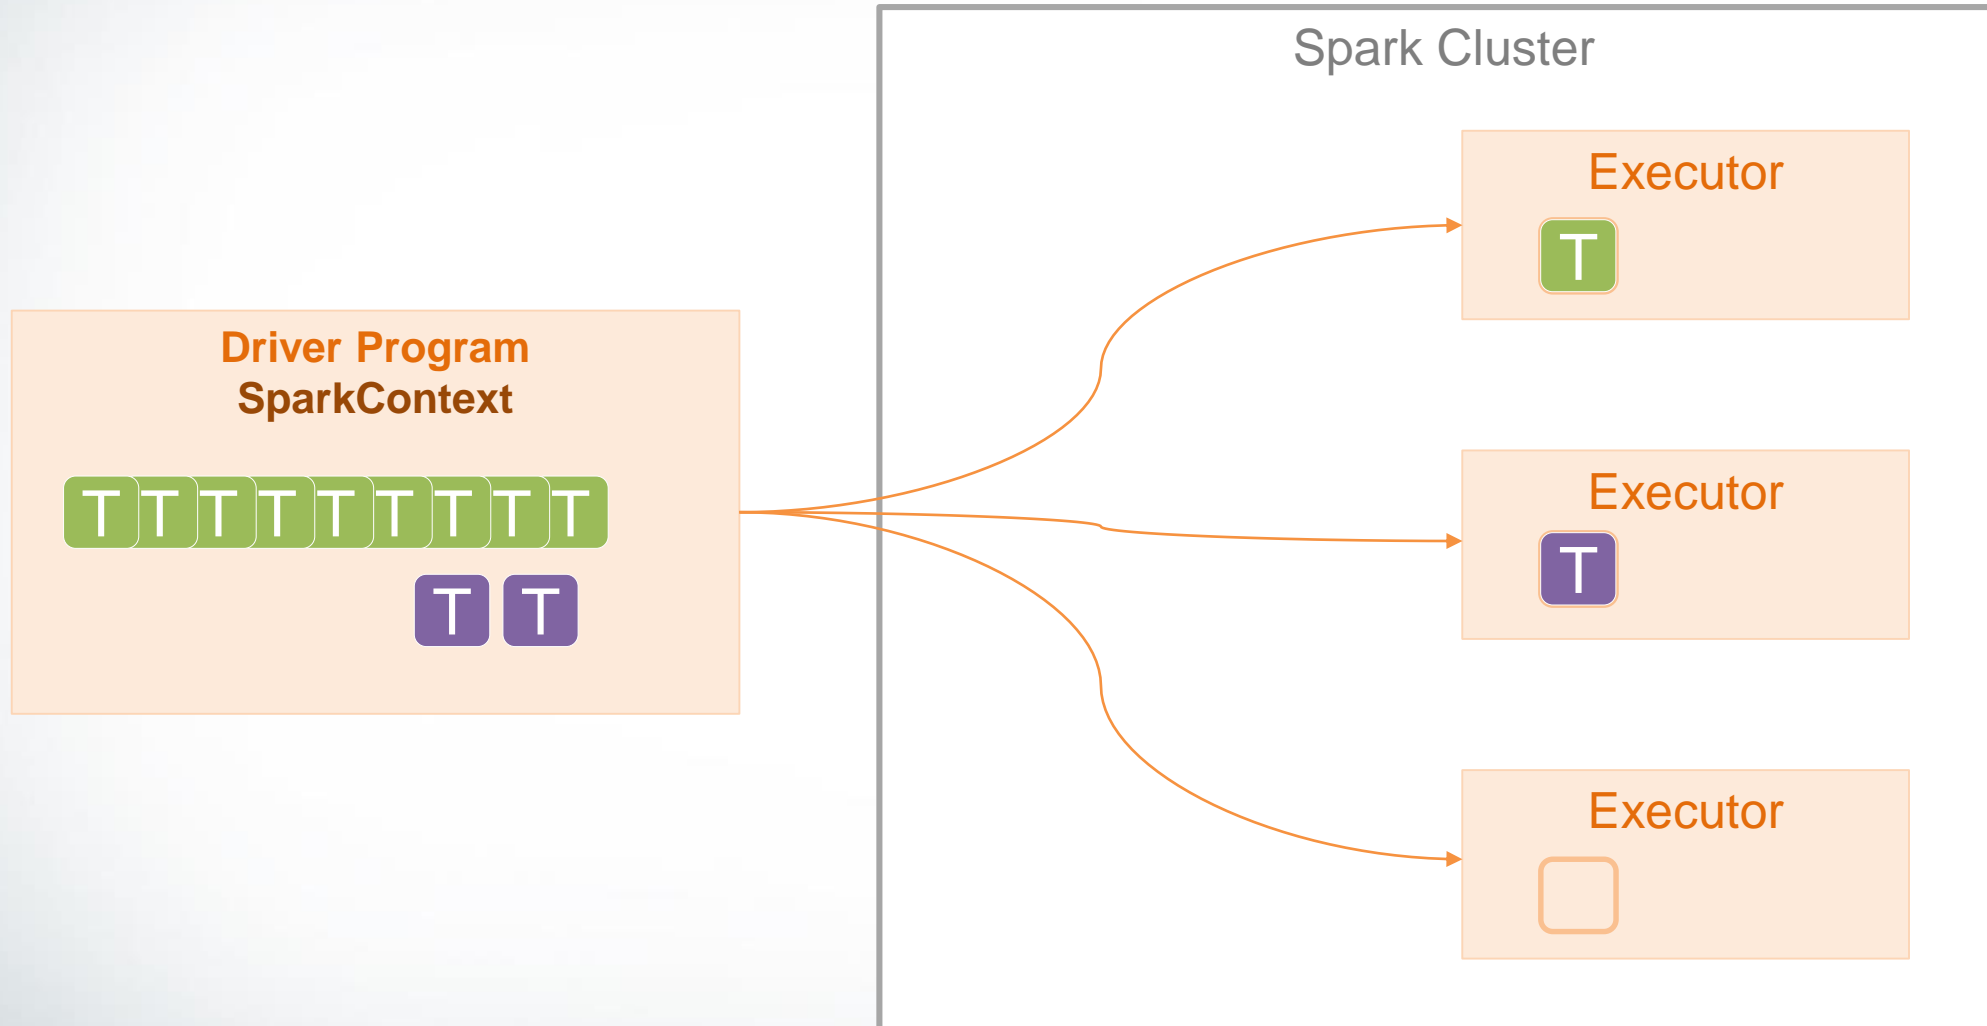 Spark Cluster
Driver Program
SparkContext
T T T T T T T T T
T T
Executor
T
Executor
T
Executor